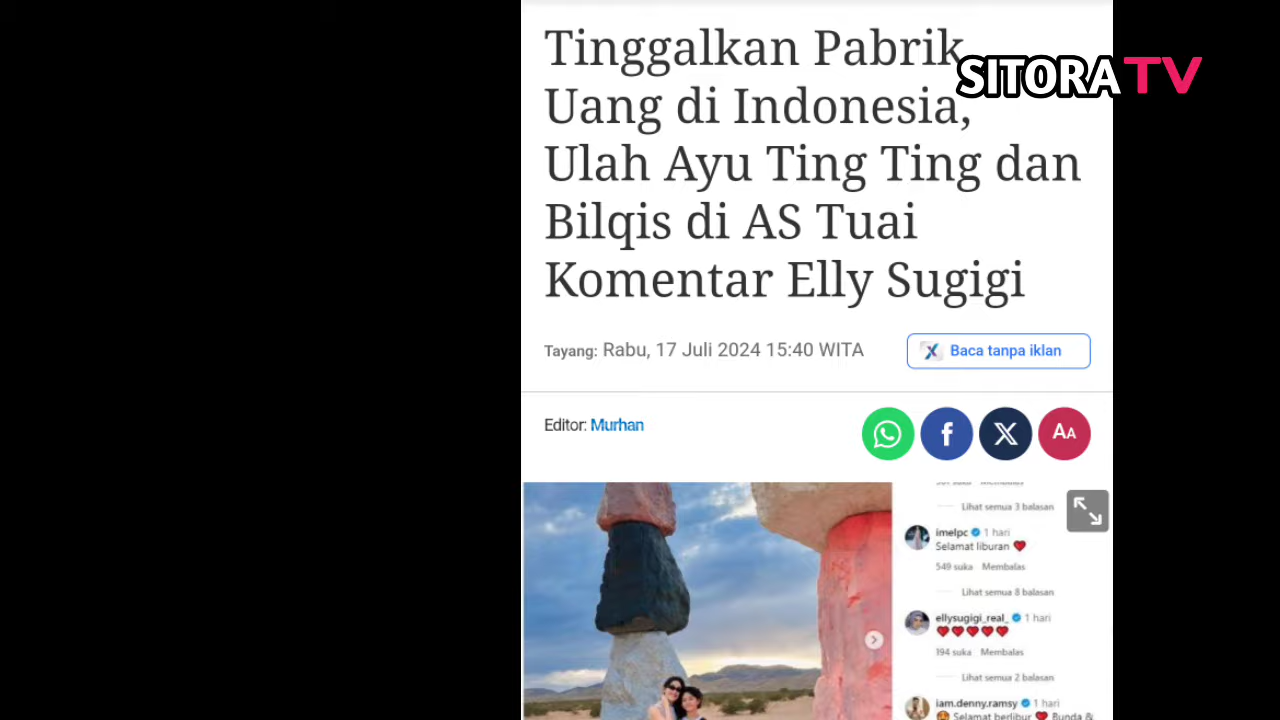 Tinggalkan Pabrik
SITORA TV
Uang di Indonesia,
Ulah Ayu Ting Ting dan
Bilqis di AS Tuai
Komentar Elly Sugigi
Tayang: Rabu, 17 Juli 2024 15:40 WITA
Baca tanpa iklan
Editor: Murhan
AA
Lihat semua 3 balasan
imelpc 1 hari
Selamat liburan
549 suka Membalas
Lihat semua 8 balasan
ellysugigi_real_ 1 hari
194 suka Membalas
Lihat semua 2 balasan
iam.denny.ramsy 1 hari
Selamat berlibur Bunda &